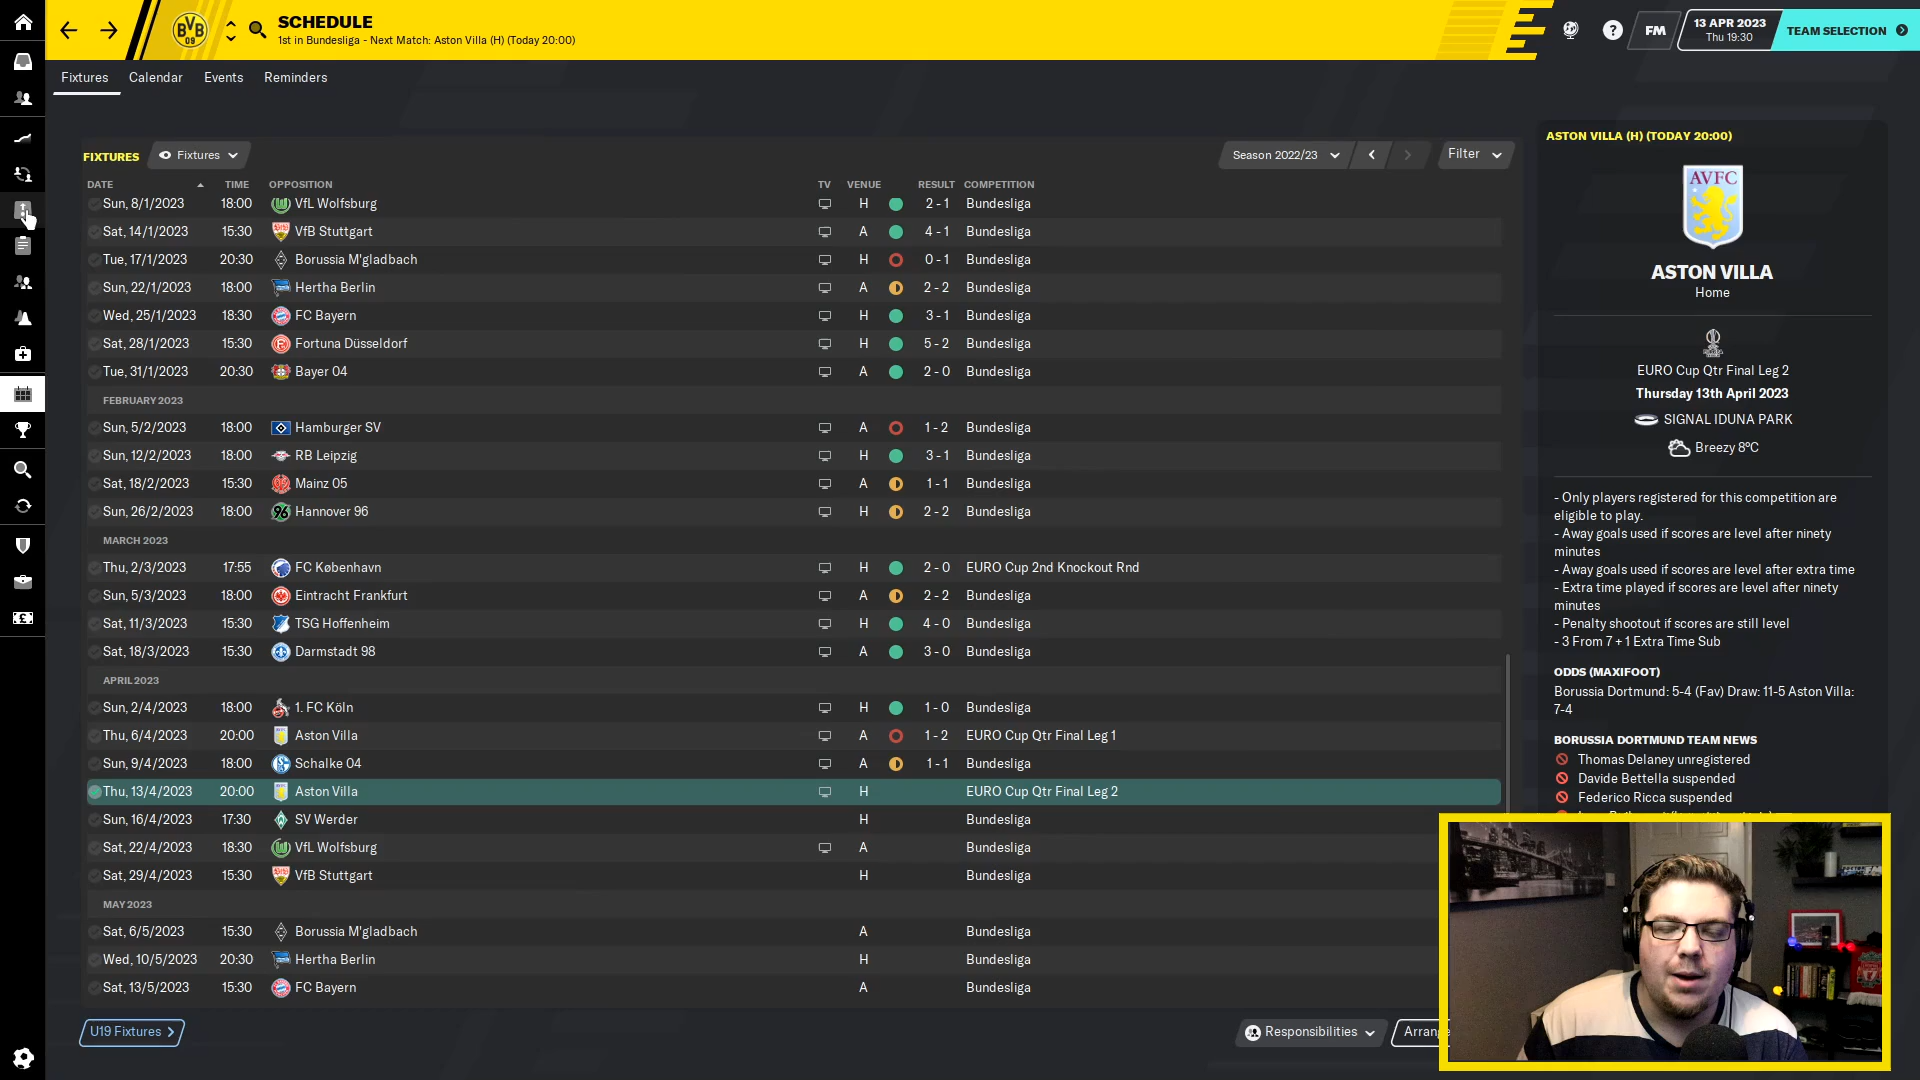 SCHEDULE
1st in Bundesliga - Next Match: Aston Villa (H) (Today 20:00)
BVB 09
FM
13 APR 2023
Thu 19:30
TEAM SELECTION
Fixtures
Calendar
Events
Reminders
FIXTURES
Fixtures
Season 2022/23
Filter
DATE TIME OPPOSITION TV VENUE RESULT COMPETITION
Sun, 8/1/2023 18:00 VfL Wolfsburg H 2 - 1 Bundesliga
Sat, 14/1/2023 15:30 VfB Stuttgart A 4 - 1 Bundesliga
Tue, 17/1/2023 20:30 Borussia M'gladbach H 0 - 1 Bundesliga
Sun, 22/1/2023 18:00 Hertha Berlin A 2 - 2 Bundesliga
Wed, 25/1/2023 18:30 FC Bayern H 3 - 1 Bundesliga
Sat, 28/1/2023 15:30 Fortuna Düsseldorf H 5 - 2 Bundesliga
Tue, 31/1/2023 20:30 Bayer 04 A 2 - 0 Bundesliga
FEBRUARY 2023
Sun, 5/2/2023 18:00 Hamburger SV A 1 - 2 Bundesliga
Sun, 12/2/2023 18:00 RB Leipzig H 3 - 1 Bundesliga
Sat, 18/2/2023 15:30 Mainz 05 A 1 - 1 Bundesliga
Sun, 26/2/2023 18:00 Hannover 96 H 2 - 2 Bundesliga
MARCH 2023
Thu, 2/3/2023 17:55 FC København H 2 - 0 EURO Cup 2nd Knockout Rnd
Sun, 5/3/2023 18:00 Eintracht Frankfurt A 2 - 2 Bundesliga
Sat, 11/3/2023 15:30 TSG Hoffenheim H 4 - 0 Bundesliga
Sat, 18/3/2023 15:30 Darmstadt 98 A 3 - 0 Bundesliga
APRIL 2023
Sun, 2/4/2023 18:00 1. FC Köln H 1 - 0 Bundesliga
Thu, 6/4/2023 20:00 Aston Villa A 1 - 2 EURO Cup Qtr Final Leg 1
Sun, 9/4/2023 18:00 Schalke 04 A 1 - 1 Bundesliga
Thu, 13/4/2023 20:00 Aston Villa H EURO Cup Qtr Final Leg 2
Sun, 16/4/2023 17:30 SV Werder H Bundesliga
Sat, 22/4/2023 18:30 VfL Wolfsburg A Bundesliga
Sat, 29/4/2023 15:30 VfB Stuttgart H Bundesliga
MAY 2023
Sat, 6/5/2023 15:30 Borussia M'gladbach A Bundesliga
Wed, 10/5/2023 20:30 Hertha Berlin H Bundesliga
Sat, 13/5/2023 15:30 FC Bayern A Bundesliga
U19 Fixtures
Responsibilities
ASTON VILLA (H) (TODAY 20:00)
AVFC
ASTON VILLA
Home
EURO Cup Qtr Final Leg 2
Thursday 13th April 2023
SIGNAL IDUNA PARK
Breezy 8ºC
- Only players registered for this competition are
eligible to play.
- Away goals used if scores are level after ninety
minutes
- Away goals used if scores are level after extra time
- Extra time played if scores are level after ninety
minutes
- Penalty shootout if scores are still level
- 3 From 7 + 1 Extra Time Sub
ODDS (MAXIFOOT)
Borussia Dortmund: 5-4 (Fav) Draw: 11-5 Aston Villa:
7-4
BORUSSIA DORTMUND TEAM NEWS
Thomas Delaney unregistered
Davide Bettella suspended
Federico Ricca suspended